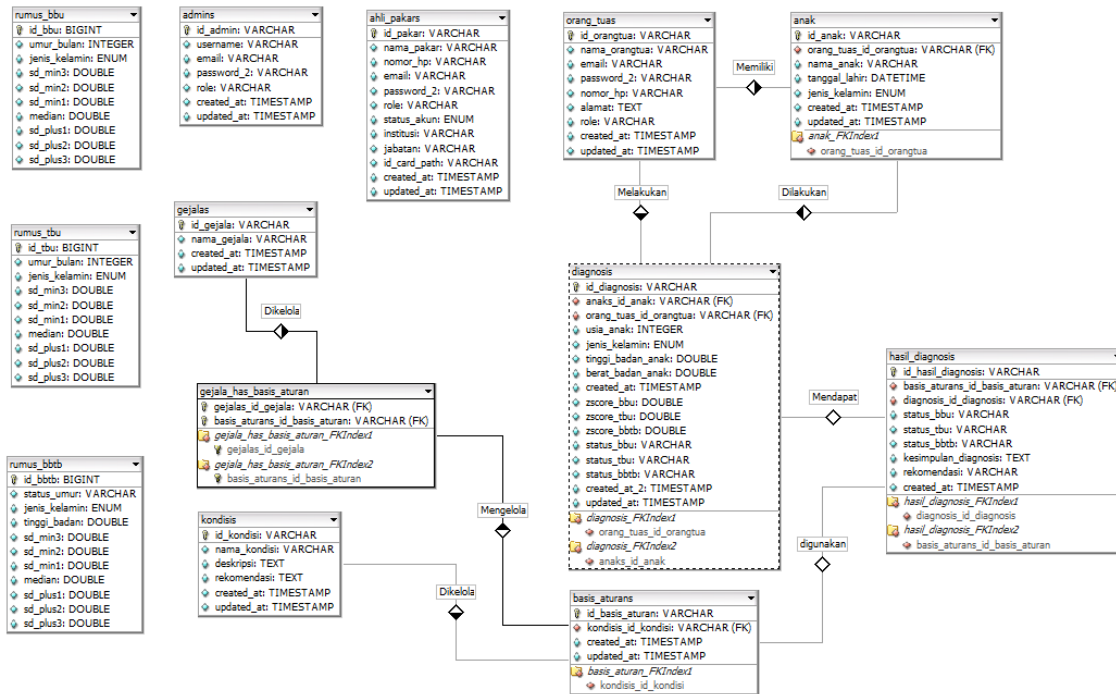 rumus_bbu
id_bbu: BIGINT
umur_bulan: INTEGER
jenis_kelamin: ENUM
sd_min3: DOUBLE
sd_min2: DOUBLE
sd_min1: DOUBLE
median: DOUBLE
sd_plus1: DOUBLE
sd_plus2: DOUBLE
sd_plus3: DOUBLE
admins
id_admin: VARCHAR
username: VARCHAR
email: VARCHAR
password_2: VARCHAR
role: VARCHAR
created_at: TIMESTAMP
updated_at: TIMESTAMP
ahli_pakars
id_pakar: VARCHAR
nama_pakar: VARCHAR
nomor_hp: VARCHAR
email: VARCHAR
password_2: VARCHAR
role: VARCHAR
status_akun: ENUM
institusi: VARCHAR
jabatan: VARCHAR
id_card_path: VARCHAR
created_at: TIMESTAMP
updated_at: TIMESTAMP
orang_tuas
id_orangtua: VARCHAR
nama_orangtua: VARCHAR
email: VARCHAR
password_2: VARCHAR
nomor_hp: VARCHAR
alamat: TEXT
role: VARCHAR
created_at: TIMESTAMP
updated_at: TIMESTAMP
Memiliki
anak
id_anak: VARCHAR
orang_tuas_id_orangtua: VARCHAR (FK)
nama_anak: VARCHAR
tanggal_lahir: DATETIME
jenis_kelamin: ENUM
created_at: TIMESTAMP
updated_at: TIMESTAMP
anak_FKIndex1
orang_tuas_id_orangtua
Melakukan
Dilakukan
rumus_tbu
id_tbu: BIGINT
umur_bulan: INTEGER
jenis_kelamin: ENUM
sd_min3: DOUBLE
sd_min2: DOUBLE
sd_min1: DOUBLE
median: DOUBLE
sd_plus1: DOUBLE
sd_plus2: DOUBLE
sd_plus3: DOUBLE
gejalas
id_gejala: VARCHAR
nama_gejala: VARCHAR
created_at: TIMESTAMP
updated_at: TIMESTAMP
Dikelola
gejala_has_basis_aturan
gejalas_id_gejala: VARCHAR (FK)
basis_aturans_id_basis_aturan: VARCHAR (FK)
gejala_has_basis_aturan_FKIndex1
gejalas_id_gejala
gejala_has_basis_aturan_FKIndex2
basis_aturans_id_basis_aturan
diagnosis
id_diagnosis: VARCHAR
anaks_id_anak: VARCHAR (FK)
orang_tuas_id_orangtua: VARCHAR (FK)
usia_anak: INTEGER
jenis_kelamin: ENUM
tinggi_badan_anak: DOUBLE
berat_badan_anak: DOUBLE
created_at: TIMESTAMP
zscore_bbu: DOUBLE
zscore_tbu: DOUBLE
zscore_bbtb: DOUBLE
status_bbu: VARCHAR
status_tbu: VARCHAR
status_bbtb: VARCHAR
created_at_2: TIMESTAMP
updated_at: TIMESTAMP
diagnosis_FKIndex1
orang_tuas_id_orangtua
diagnosis_FKIndex2
anaks_id_anak
Mendapat
hasil_diagnosis
id_hasil_diagnosis: VARCHAR
basis_aturans_id_basis_aturan: VARCHAR (FK)
diagnosis_id_diagnosis: VARCHAR (FK)
status_bbu: VARCHAR
status_tbu: VARCHAR
status_bbtb: VARCHAR
kesimpulan_diagnosis: TEXT
rekomendasi: VARCHAR
created_at: TIMESTAMP
hasil_diagnosis_FKIndex1
diagnosis_id_diagnosis
hasil_diagnosis_FKIndex2
basis_aturans_id_basis_aturan
rumus_bbtb
id_bbtb: BIGINT
status_umur: VARCHAR
jenis_kelamin: ENUM
tinggi_badan: DOUBLE
sd_min3: DOUBLE
sd_min2: DOUBLE
sd_min1: DOUBLE
median: DOUBLE
sd_plus1: DOUBLE
sd_plus2: DOUBLE
sd_plus3: DOUBLE
kondisis
id_kondisi: VARCHAR
nama_kondisi: VARCHAR
deskripsi: TEXT
rekomendasi: TEXT
created_at: TIMESTAMP
updated_at: TIMESTAMP
Mengelola
Dikelola
digunakan
basis_aturans
id_basis_aturan: VARCHAR
kondisis_id_kondisi: VARCHAR (FK)
created_at: TIMESTAMP
updated_at: TIMESTAMP
basis_aturan_FKIndex1
kondisis_id_kondisi